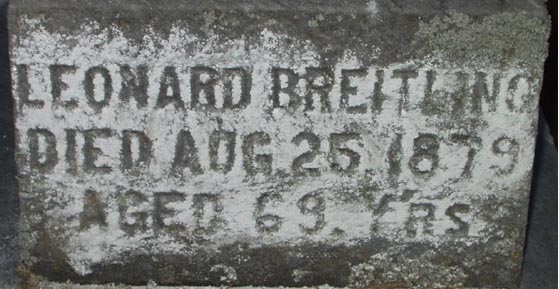 LEONARD BREITLING
DIED AUG. 25 1879
AGED 69. YRS